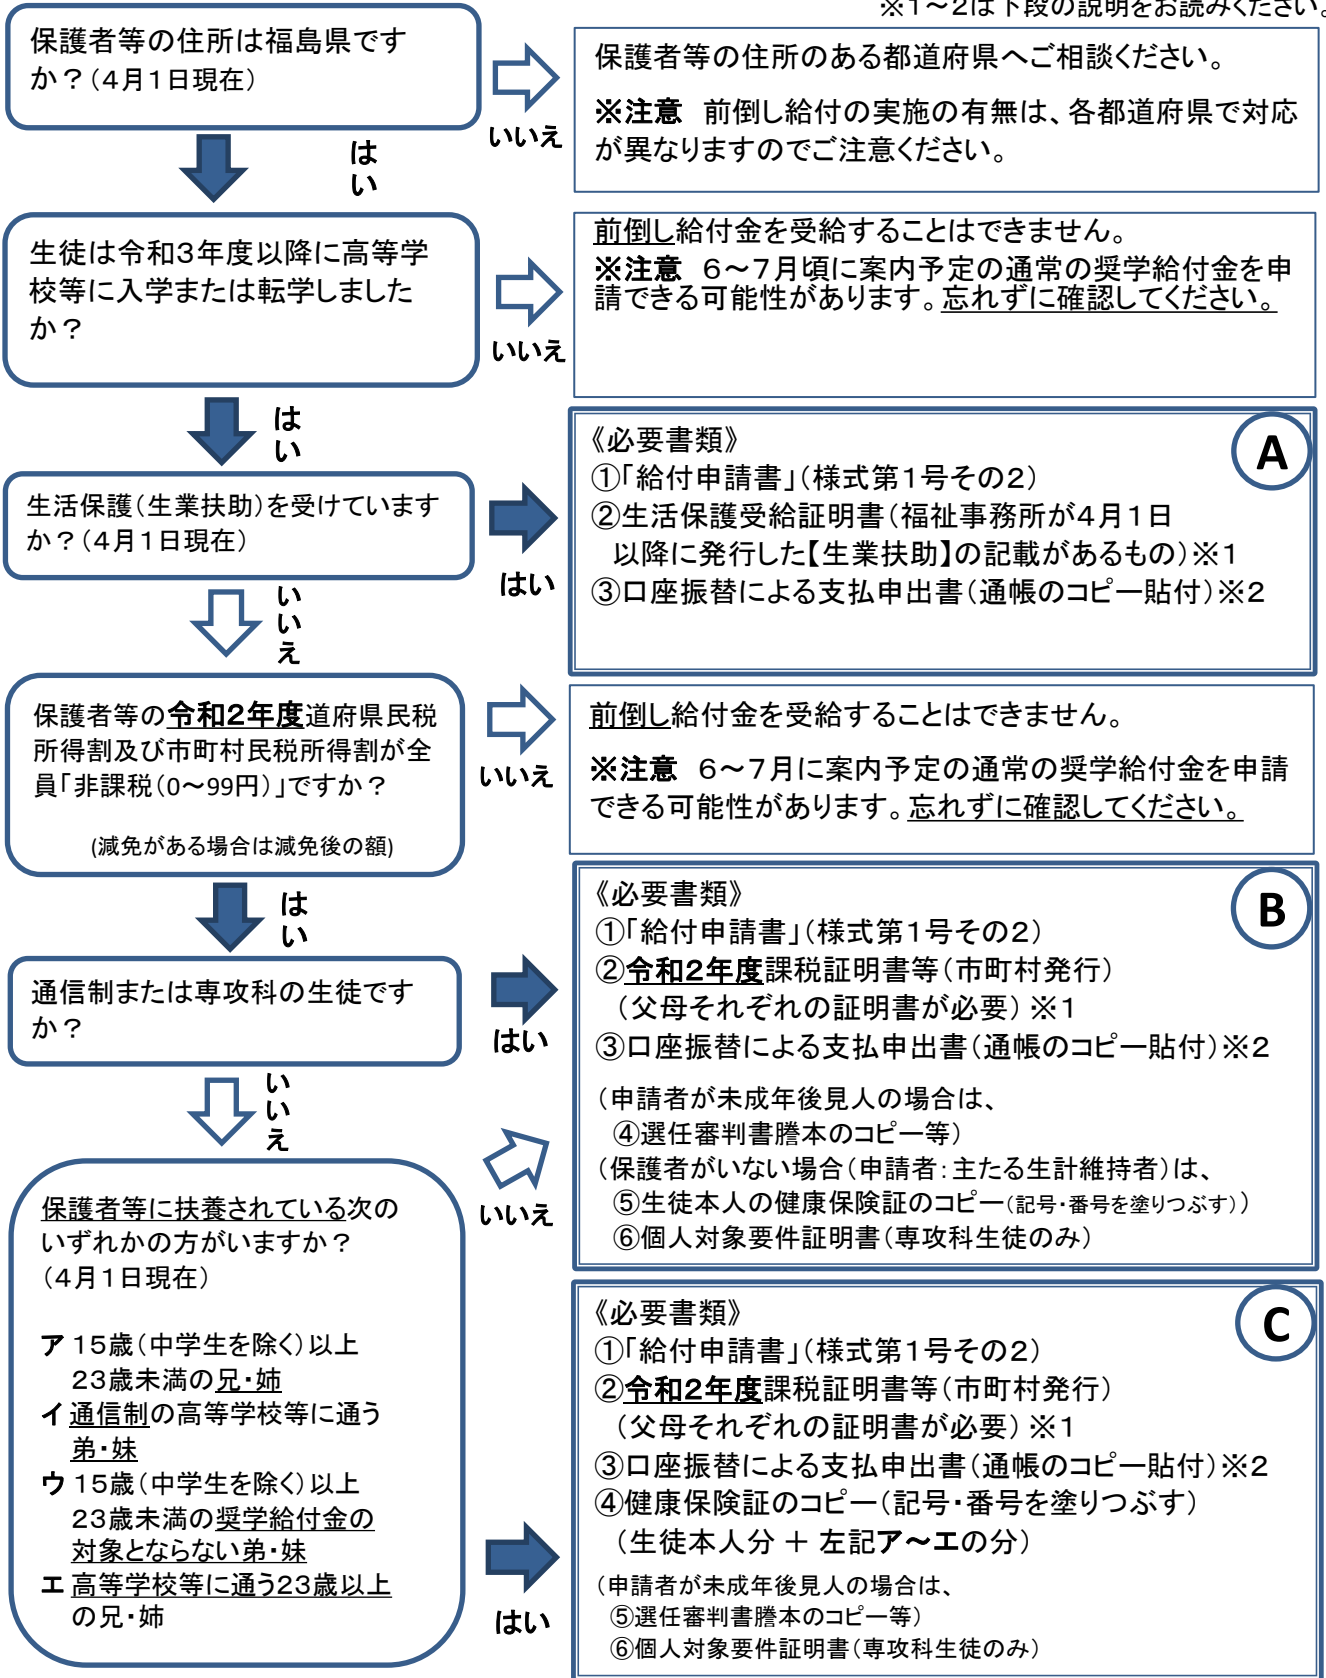 ※1～2は下段の説明をお読みください。
保護者等の住所は福島県です
か？(4月1日現在)
いいえ
保護者等の住所のある都道府県へご相談ください。
※注意　前倒し給付の実施の有無は、各都道府県で対応
が異なりますのでご注意ください。
はい
生徒は令和3年度以降に高等学
校等に入学または転学しました
か？
いいえ
前倒し給付金を受給することはできません。
※注意　6～7月頃に案内予定の通常の奨学給付金を申
請できる可能性があります。忘れずに確認してください。
はい
生活保護(生業扶助)を受けています
か？(4月1日現在)
はい
《必要書類》
A
①「給付申請書」(様式第1号その2)
②生活保護受給証明書(福祉事務所が4月1日
以降に発行した【生業扶助】の記載があるもの)※1
③口座振替による支払申出書(通帳のコピー貼付)※2
いいえ
保護者等の令和2年度道府県民税
所得割及び市町村民税所得割が全
員「非課税(0～99円)」ですか？
(減免がある場合は減免後の額)
いいえ
前倒し給付金を受給することはできません。
※注意　6～7月に案内予定の通常の奨学給付金を申請
できる可能性があります。忘れずに確認してください。
はい
通信制または専攻科の生徒です
か？
はい
《必要書類》
B
①「給付申請書」(様式第1号その2)
②令和2年度課税証明書等(市町村発行)
(父母それぞれの証明書が必要)※1
③口座振替による支払申出書(通帳のコピー貼付)※2
(申請者が未成年後見人の場合は、
④選任審判書謄本のコピー等)
(保護者がいない場合(申請者：主たる生計維持者)は、
⑤生徒本人の健康保険証のコピー(記号・番号を塗りつぶす))
⑥個人対象要件証明書(専攻科生徒のみ)
いいえ
保護者等に扶養されている次の
いずれかの方がいますか？
(4月1日現在)
ア 15歳(中学生を除く)以上
23歳未満の兄・姉
イ 通信制の高等学校等に通う
弟・妹
ウ 15歳(中学生を除く)以上
23歳未満の奨学給付金の
対象とならない弟・妹
エ 高等学校等に通う23歳以上
の兄・姉
いいえ
はい
《必要書類》
C
①「給付申請書」(様式第1号その2)
②令和2年度課税証明書等(市町村発行)
(父母それぞれの証明書が必要)※1
③口座振替による支払申出書(通帳のコピー貼付)※2
④健康保険証のコピー(記号・番号を塗りつぶす)
(生徒本人分 ＋ 左記ア～エの分)
(申請者が未成年後見人の場合は、
⑤選任審判書謄本のコピー等)
⑥個人対象要件証明書(専攻科生徒のみ)